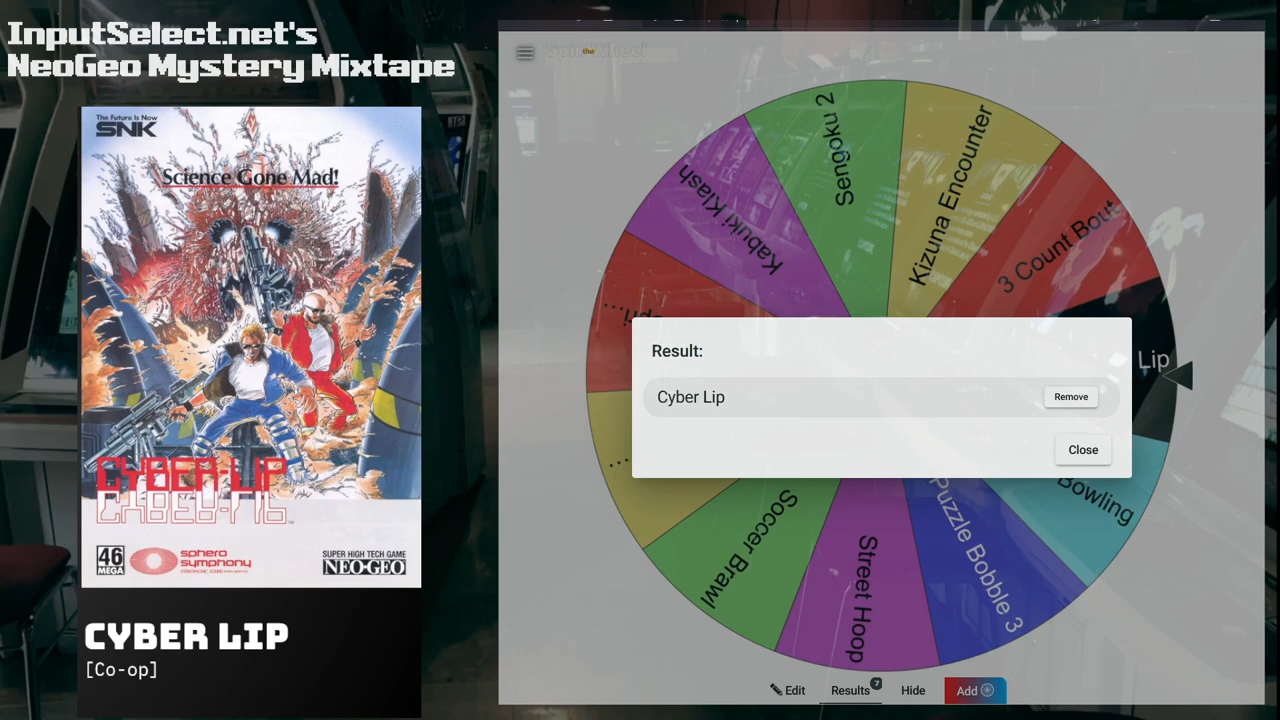 InputSelect.net's
NeoGeo Mystery Mixtape
The Future Is Now
SNK
Science Gone Mad!
CYBER-LIP
46
MEGA
sphero
symphony
SUPER HIGH TECH GAME
NEO·GEO
CYBER LIP
[Co-op]
Spin the Wheel
Sengoku 2
Kizuna Encounter
3 Count Bout
Kabuki Klash
Lip
Bowling
Puzzle Bobble 3
Street Hoop
Soccer Brawl
Result:
Cyber Lip
Remove
Close
Edit
Results
7
Hide
Add